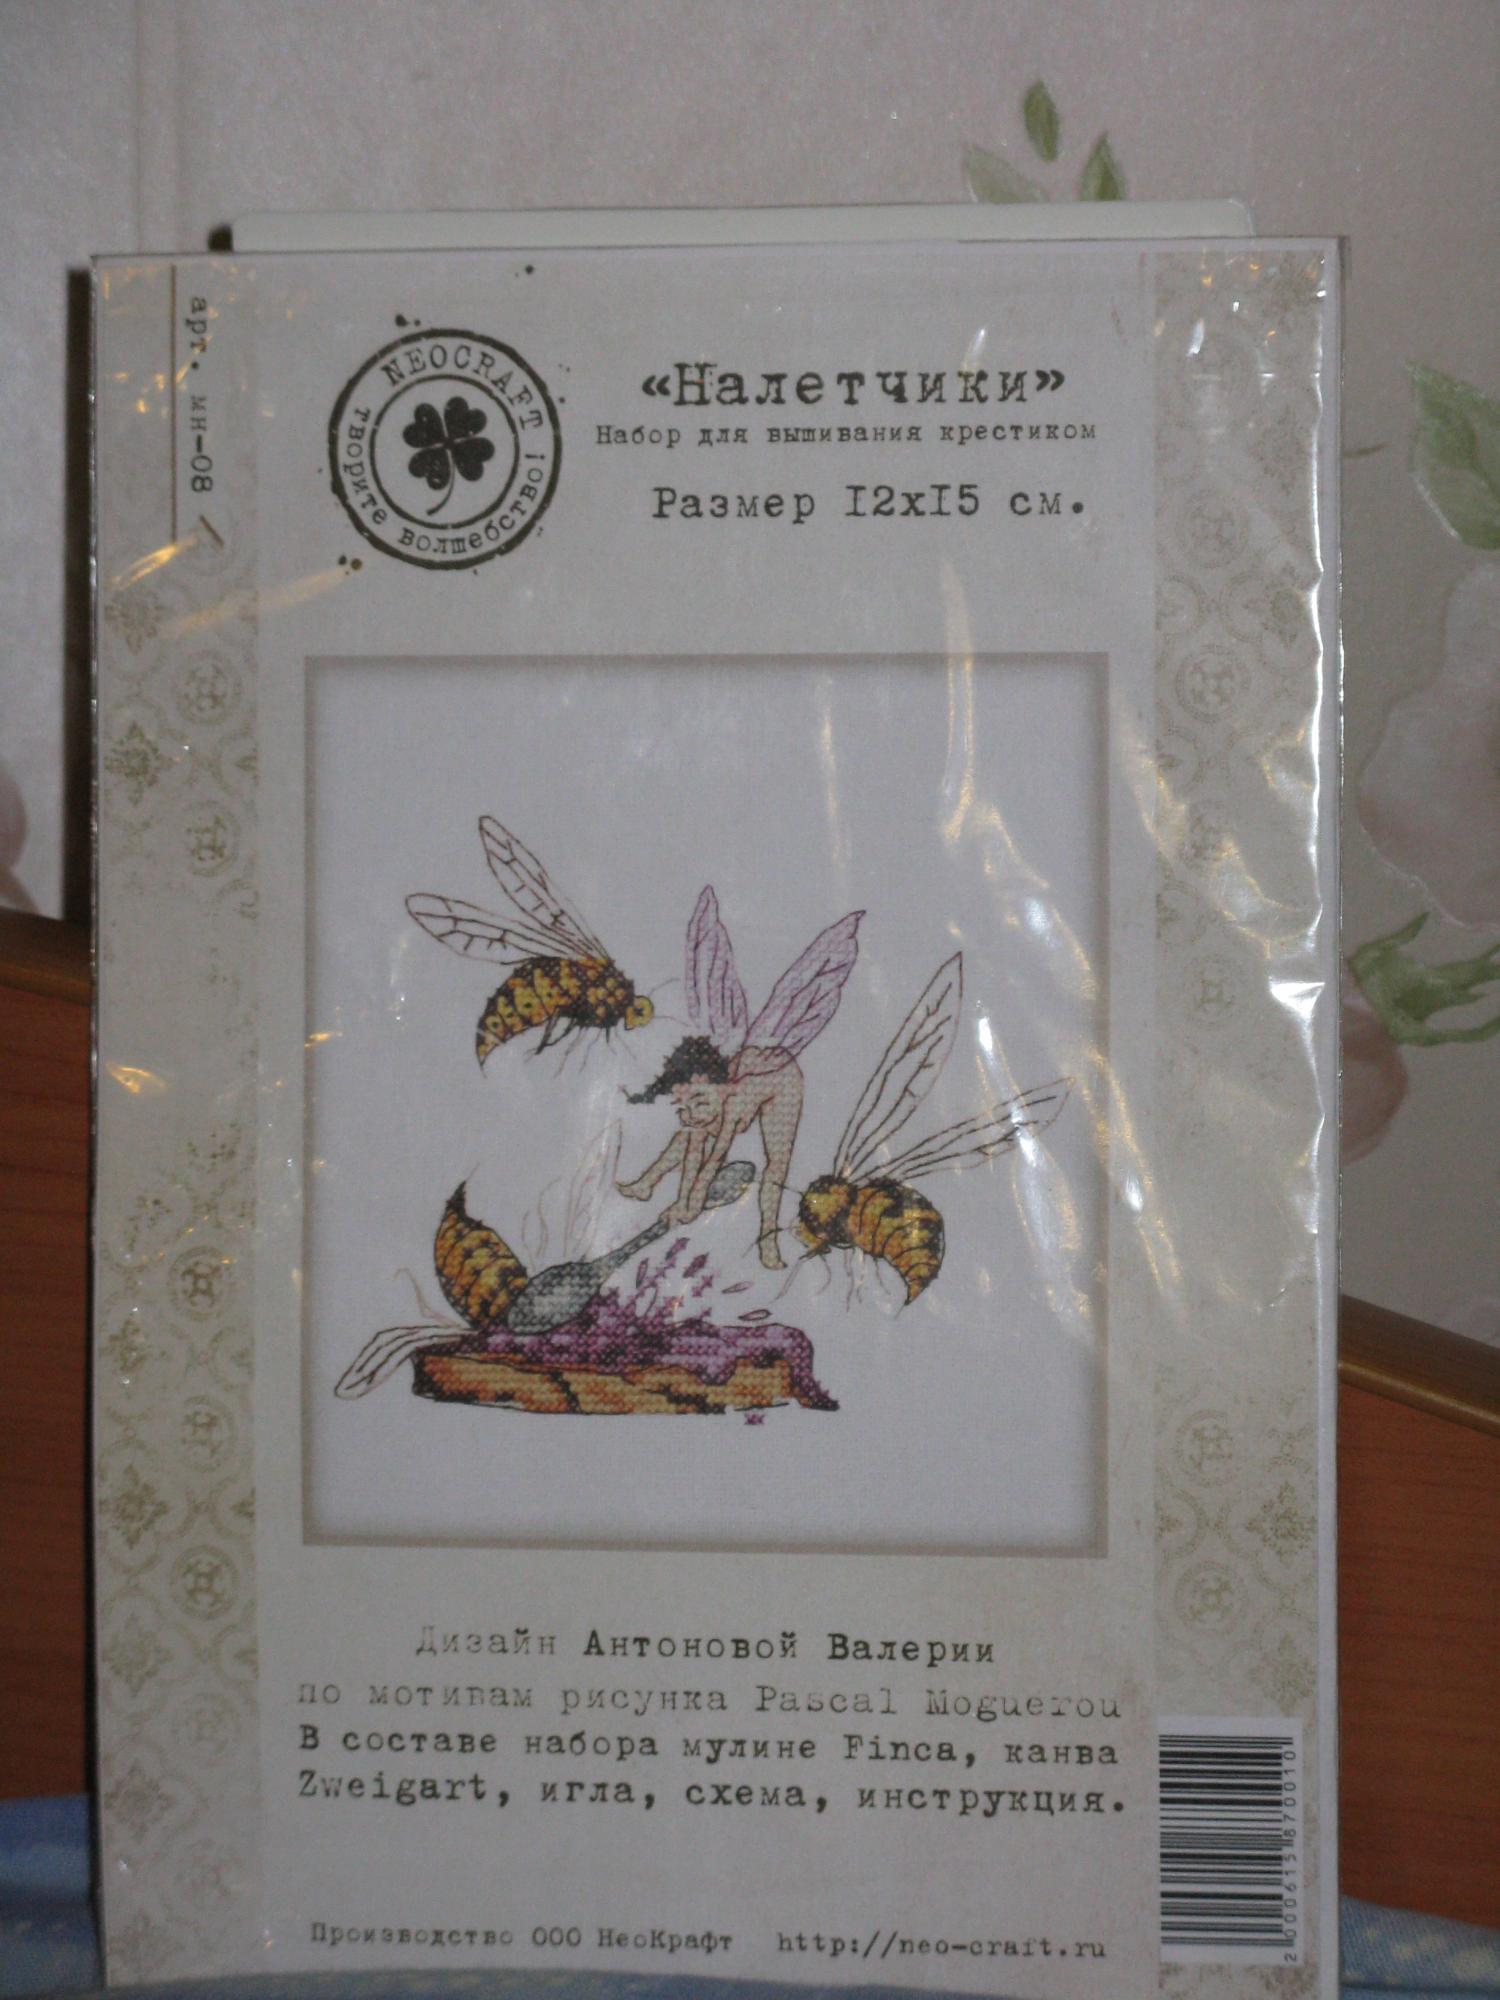 арт. мн-08
NEOCRAFT
творите волшебство!
«Налетчики»
Набор для вышивания крестиком
Размер 12х15 см.
Дизайн Антоновой Валерии
по мотивам рисунка Pascal Moguerou
В составе набора мулине Finca, канва
Zweigart, игла, схема, инструкция.
Производство ООО НеоКрафт http://neo-craft.ru
2000615870010